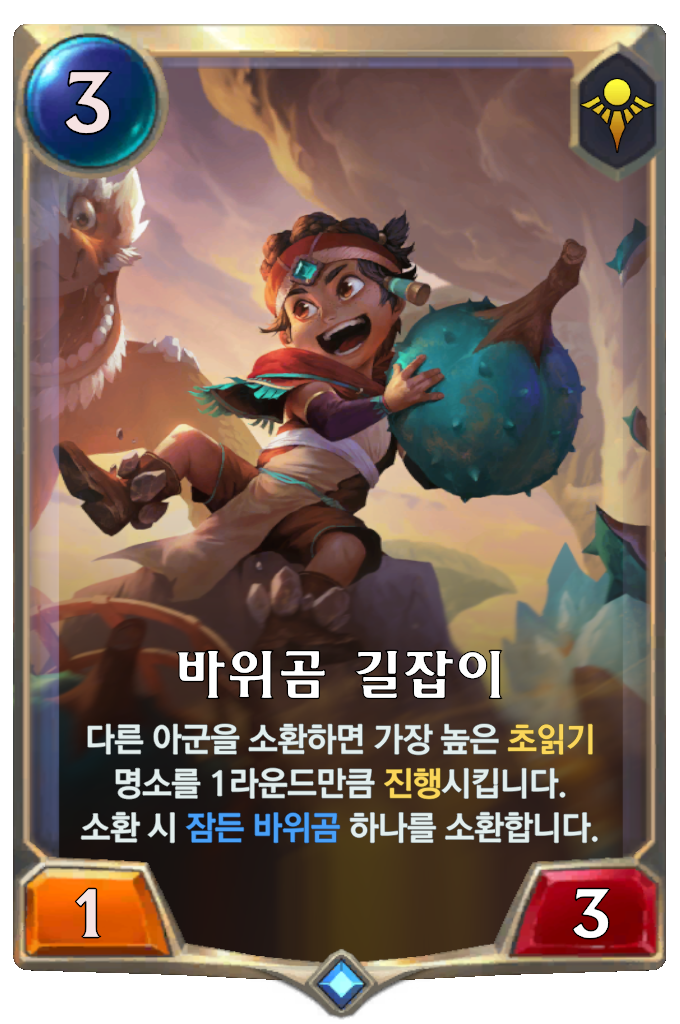 3
바위곰 길잡이
다른 아군을 소환하면 가장 높은 초읽기
명소를 1라운드만큼 진행시킵니다.
소환 시 잠든 바위곰 하나를 소환합니다.
1
3